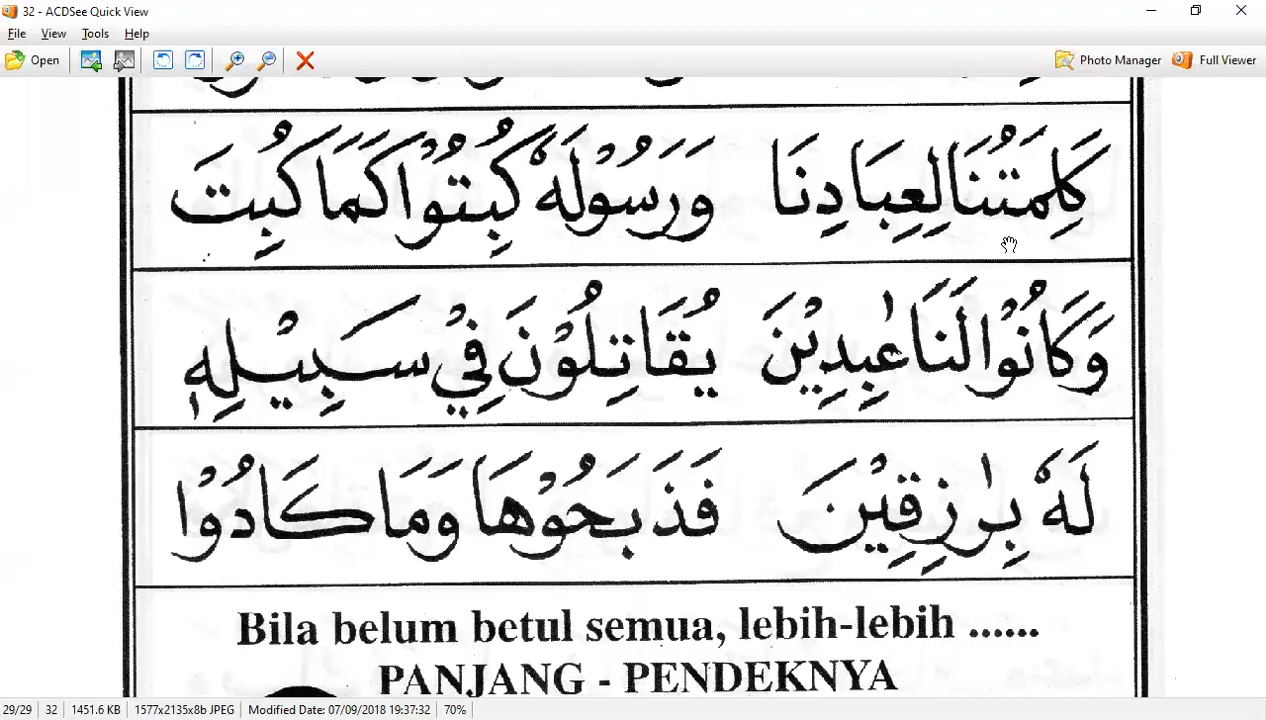 32 - ACDSee Quick View
File View Tools Help
Open Photo Manager Full Viewer
كَلِمَتُنَا لِعِبَادِنَا وَرَسُوْلَهٗ كُبِتُوْا كَمَا كُبِتَ
وَكَانُوْا لَنَا عٰبِدِيْنَ يُقَاتِلُوْنَ فِيْ سَبِيْلِهٖ
لَهٗ بِرٰزِقِيْنَ فَذَبَحُوْهَا وَمَا كَادُوْا
Bila belum betul semua, lebih-lebih ......
PANJANG - PENDEKNYA
29/29 32 1451.6 KB 1577x2135x8b JPEG Modified Date: 07/09/2018 19:37:32 70%